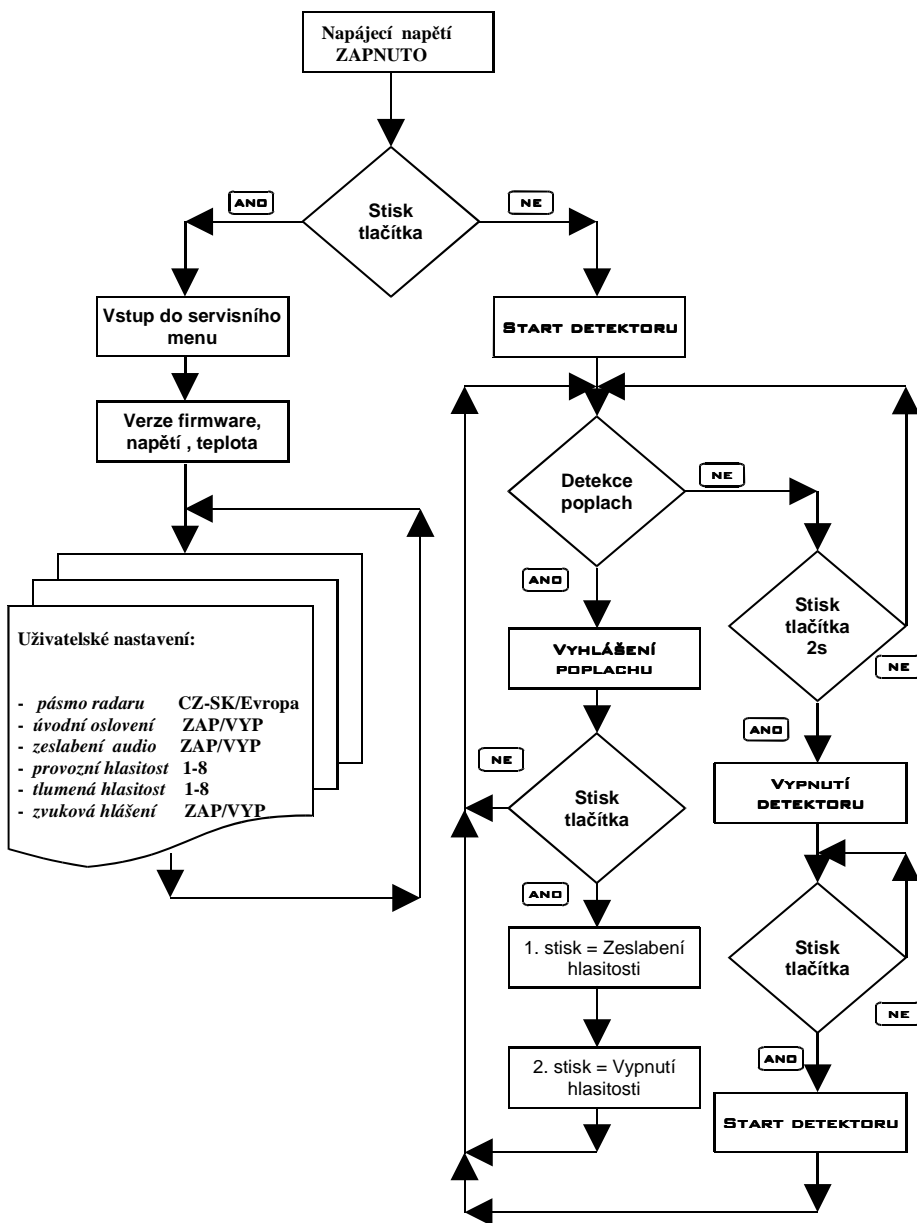 Napájecí napětí
ZAPNUTO
Stisk
tlačítka
ANO
NE
Vstup do servisního
menu
Verze firmware,
napětí , teplota
Uživatelské nastavení:
- pásmo radaru CZ-SK/Evropa
- úvodní oslovení ZAP/VYP
- zeslabení audio ZAP/VYP
- provozní hlasitost 1-8
- tlumená hlasitost 1-8
- zvuková hlášení ZAP/VYP
START DETEKTORU
Detekce
poplach
NE
ANO
VYHLÁŠENÍ
POPLACHU
NE
Stisk
tlačítka
ANO
1. stisk = Zeslabení
hlasitosti
2. stisk = Vypnutí
hlasitosti
Stisk
tlačítka
2s
NE
ANO
VYPNUTÍ
DETEKTORU
Stisk
tlačítka
NE
ANO
START DETEKTORU